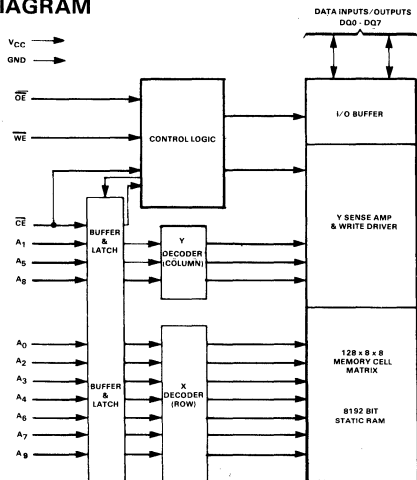 IAGRAM
DATA INPUTS/OUTPUTS
DQ0 - DQ7
VCC
GND
OE
I/O BUFFER
WE
CONTROL LOGIC
CE
BUFFER
&
LATCH
Y
DECODER
(COLUMN)
Y SENSE AMP
& WRITE DRIVER
A1
A5
A8
A0
A2
A3
A4
A6
A7
A9
BUFFER
&
LATCH
X
DECODER
(ROW)
128 x 8 x 8
MEMORY CELL
MATRIX
8192 BIT
STATIC RAM